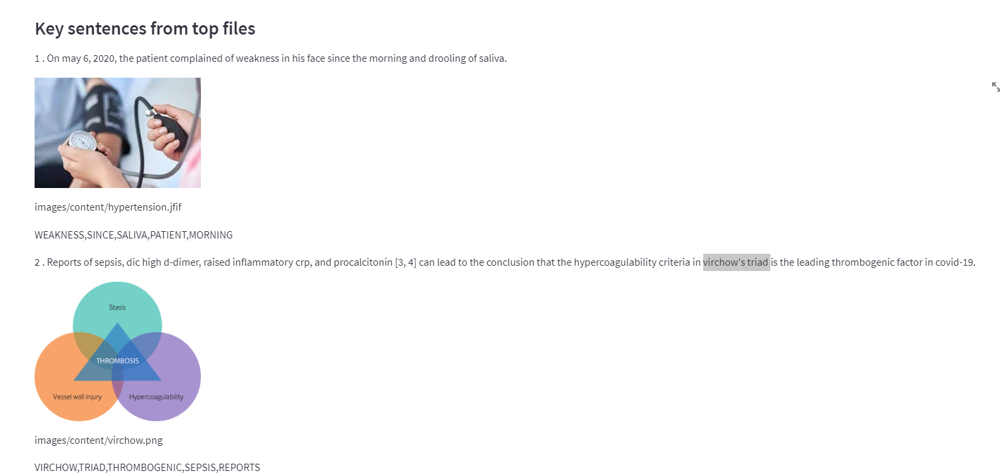 Key sentences from top files
1 . On may 6, 2020, the patient complained of weakness in his face since the morning and drooling of saliva.
images/content/hypertension.jfif
WEAKNESS,SINCE,SALIVA,PATIENT,MORNING
2 . Reports of sepsis, dic high d-dimer, raised inflammatory crp, and procalcitonin [3, 4] can lead to the conclusion that the hypercoagulability criteria in virchow's triad is the leading thrombogenic factor in covid-19.
Stasis
THROMBOSIS
Vessel wall injury
Hypercoagulability
images/content/virchow.png
VIRCHOW,TRIAD,THROMBOGENIC,SEPSIS,REPORTS